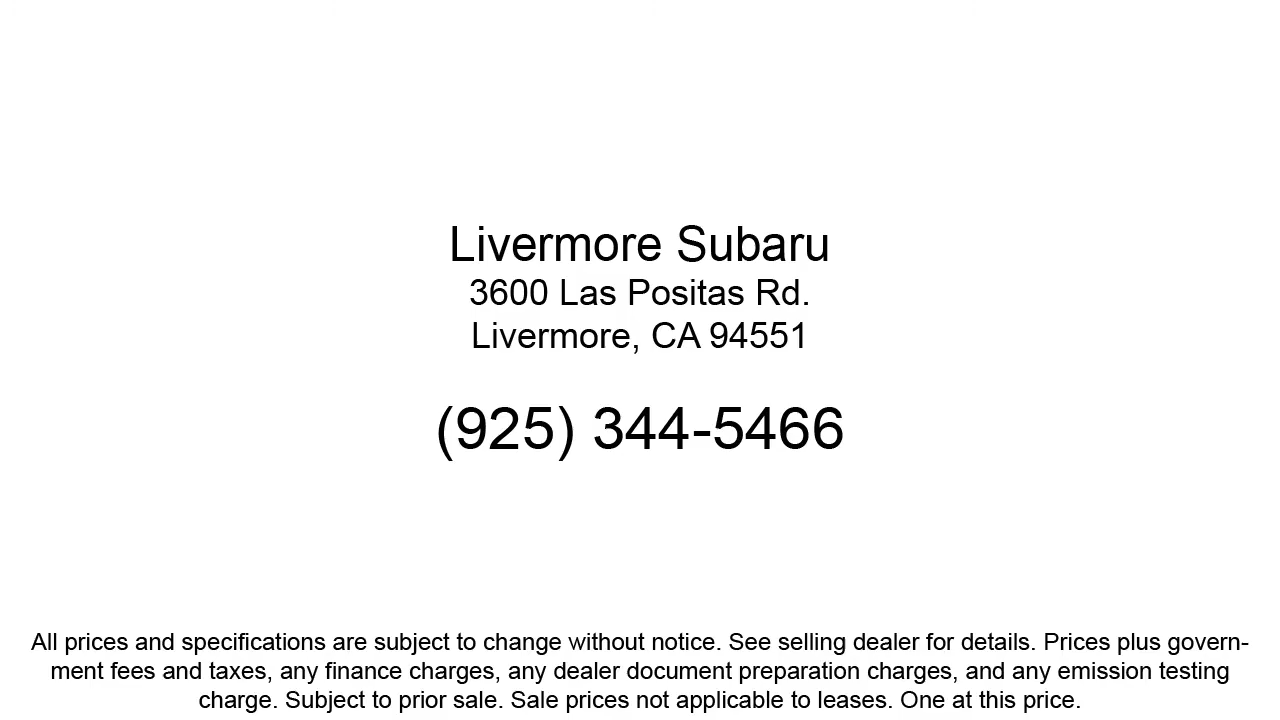 Livermore Subaru
3600 Las Positas Rd.
Livermore, CA 94551
(925) 344-5466
All prices and specifications are subject to change without notice. See selling dealer for details. Prices plus govern-
ment fees and taxes, any finance charges, any dealer document preparation charges, and any emission testing
charge. Subject to prior sale. Sale prices not applicable to leases. One at this price.